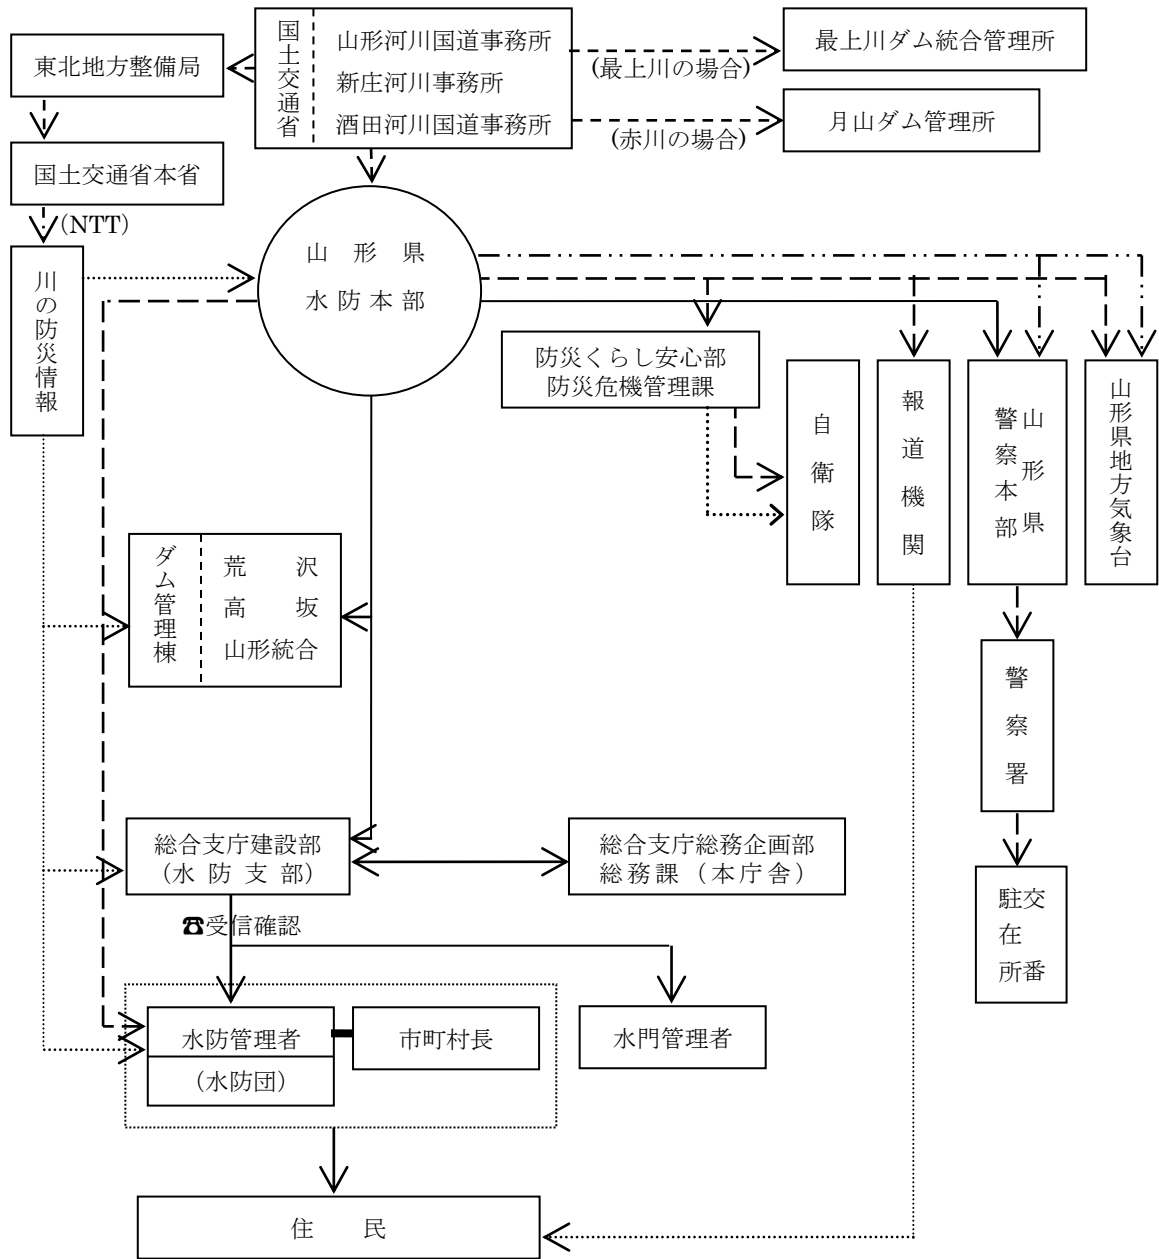 東北地方整備局
国土交通省本省
(NTT)
川の防災情報
国土交通省
山形河川国道事務所
新庄河川事務所
酒田河川国道事務所
(最上川の場合)
(赤川の場合)
最上川ダム統合管理所
月山ダム管理所
山形県
水防本部
防災くらし安心部
防災危機管理課
自衛隊
報道機関
山形県
警察本部
山形県地方気象台
ダム管理棟
荒沢
高坂
山形統合
警察署
交番
駐在所
総合支庁建設部
（水防支部）
総合支庁総務企画部
総務課（本庁舎）
☎受信確認
水防管理者
（水防団）
市町村長
水門管理者
住民